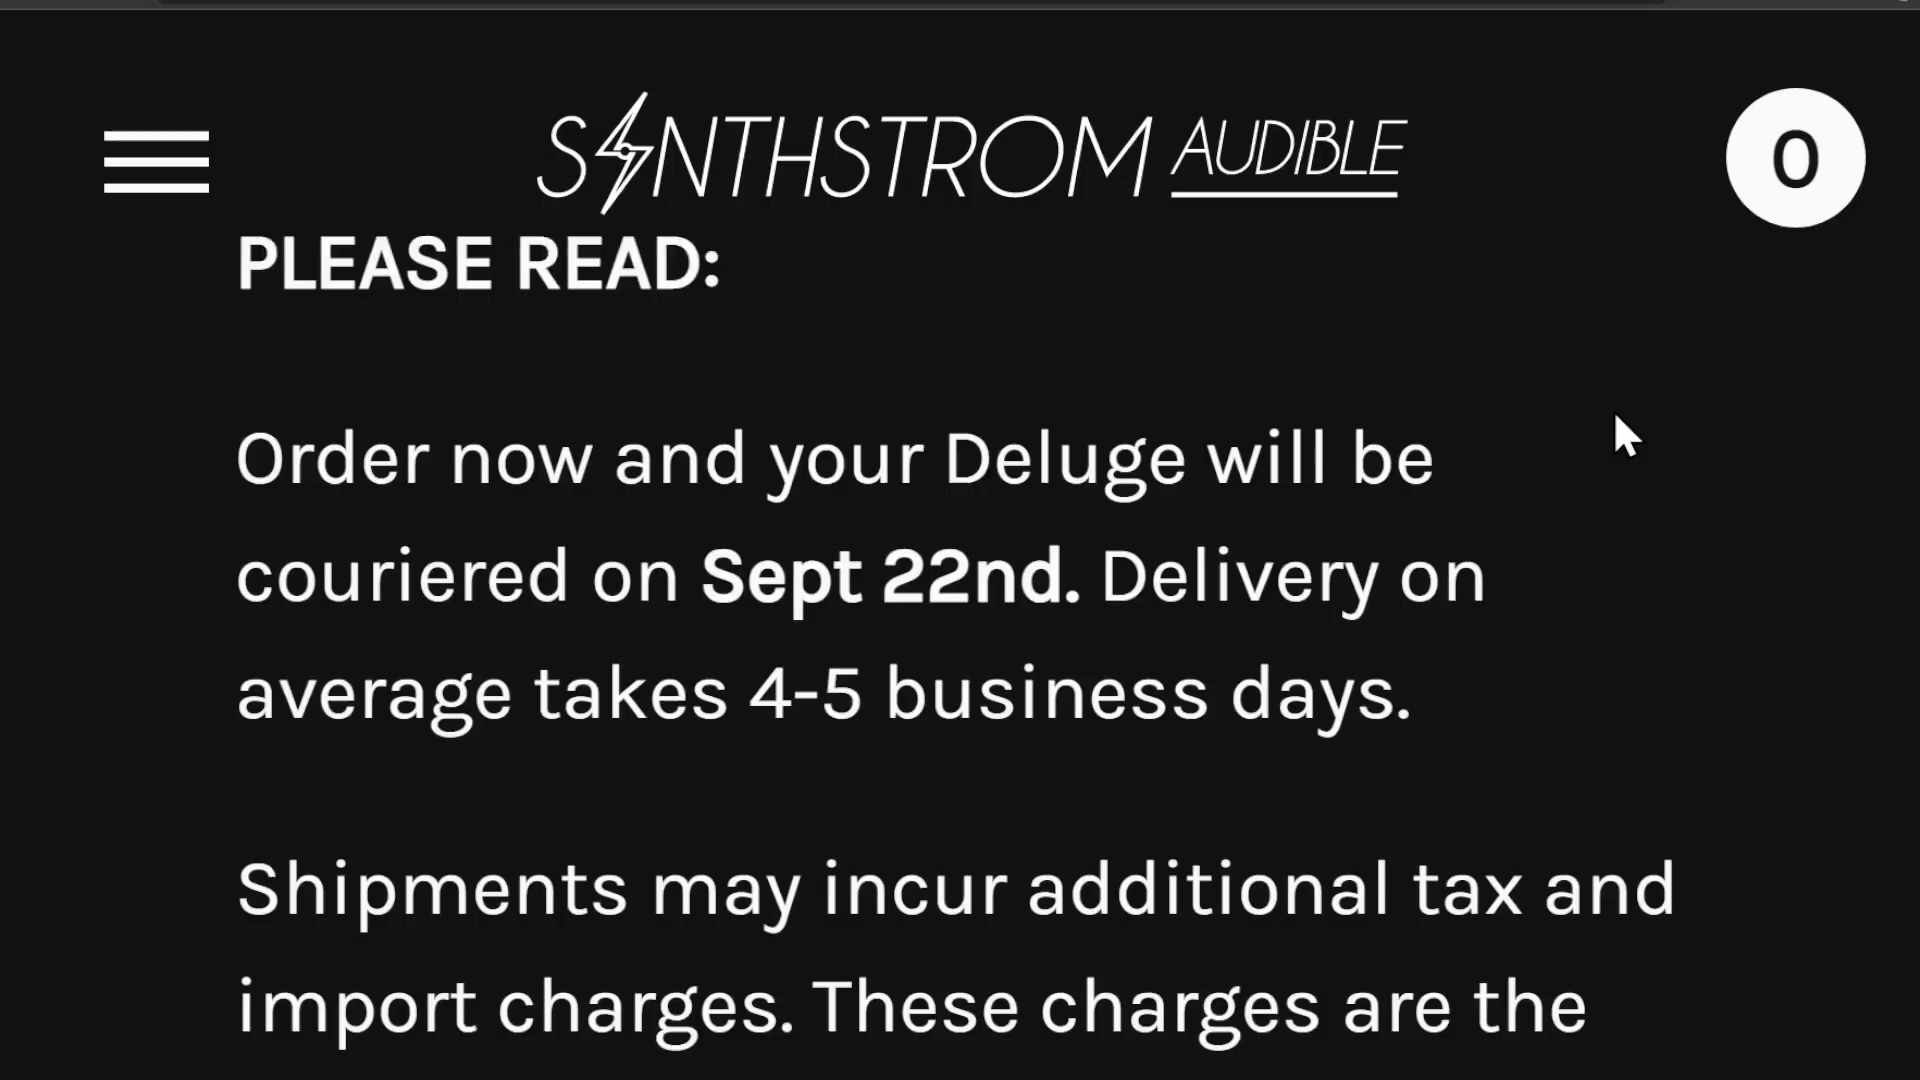 SYNTHSTROM AUDIBLE
0
PLEASE READ:
Order now and your Deluge will be
couriered on Sept 22nd. Delivery on
average takes 4-5 business days.
Shipments may incur additional tax and
import charges. These charges are the